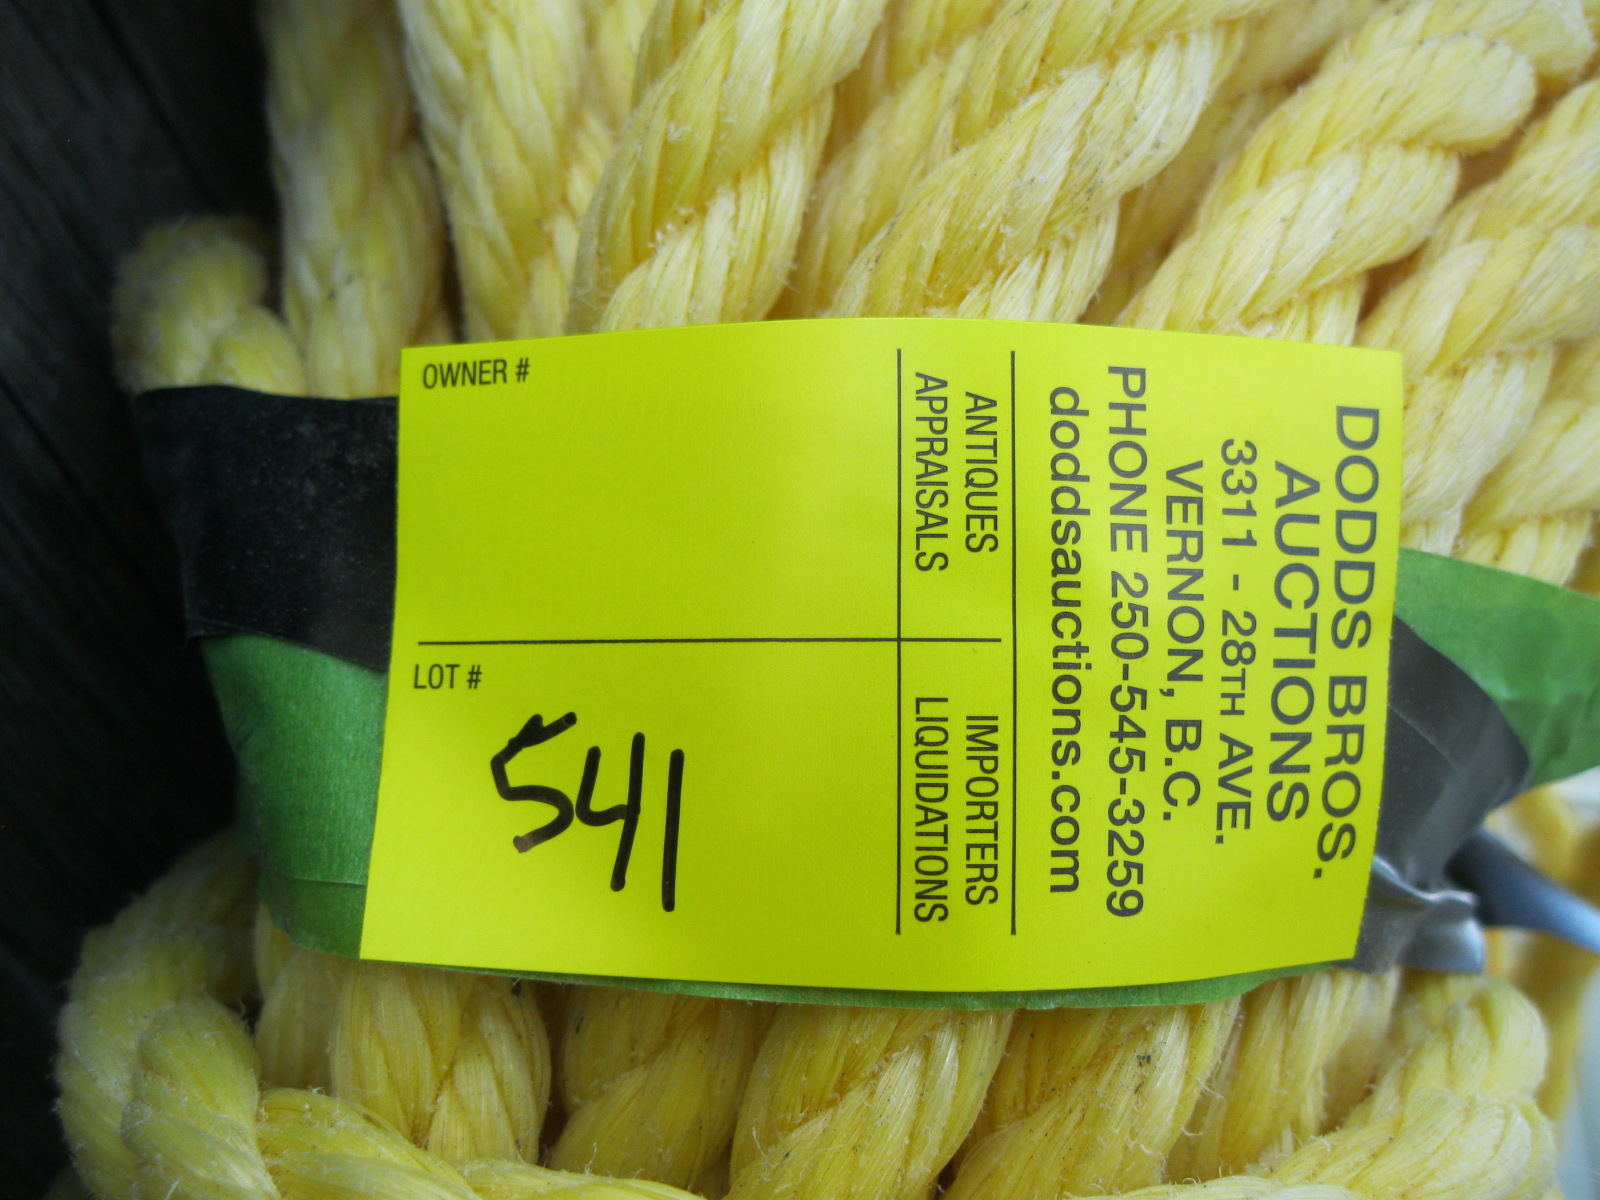 DODDS BROS.
AUCTIONS
3311 - 28TH AVE.
VERNON, B.C.
PHONE 250-545-3259
doddsauctions.com
ANTIQUES IMPORTERS
APPRAISALS LIQUIDATIONS
OWNER #
LOT #
541